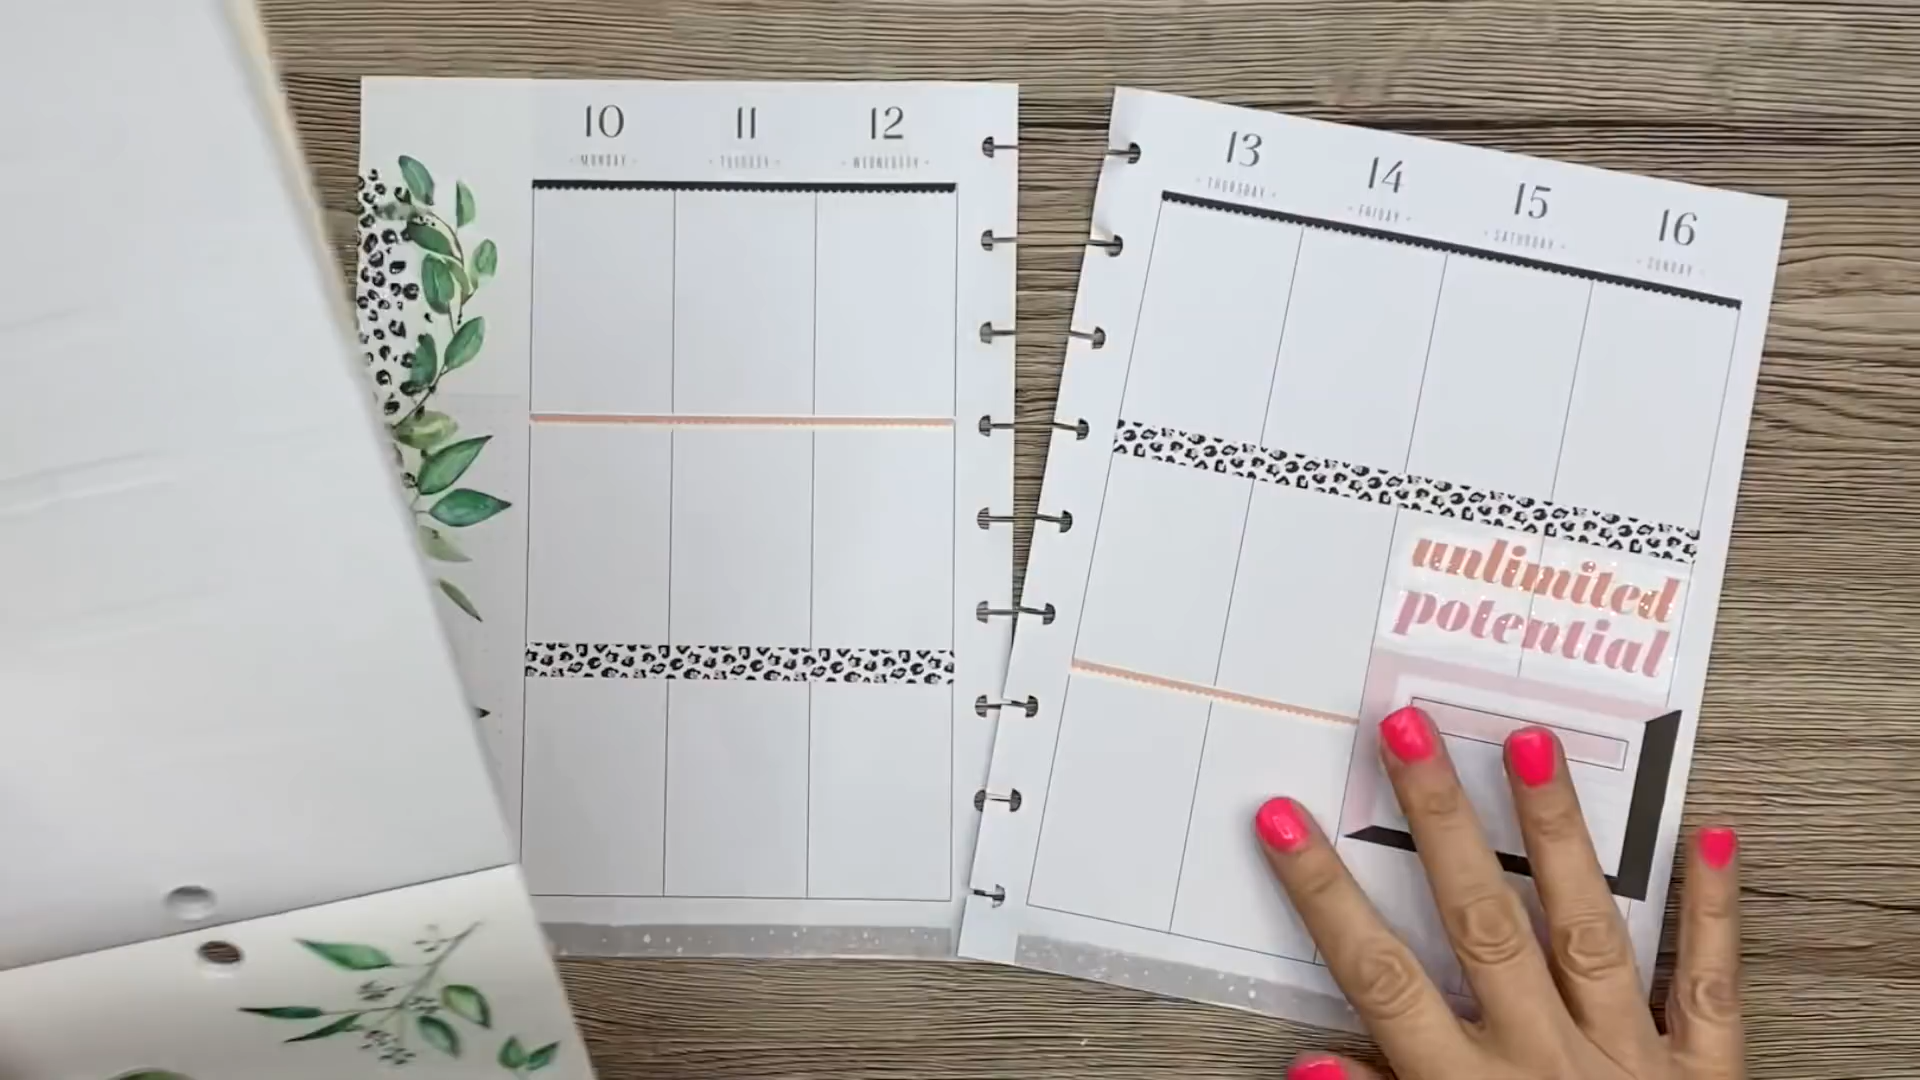 10 11 12
MONDAY TUESDAY WEDNESDAY
13 14 15 16
THURSDAY FRIDAY SATURDAY SUNDAY
unlimited
potential